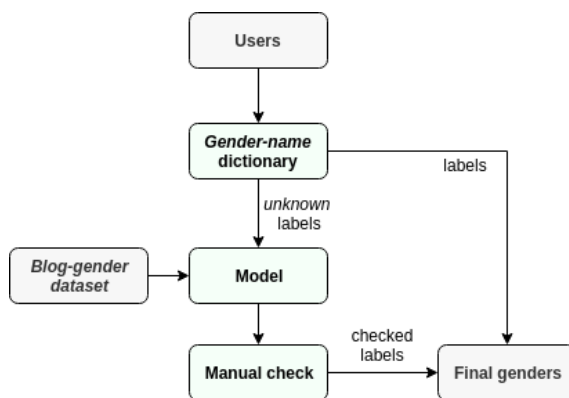 Users
Gender-name
dictionary
labels
unknown
labels
Blog-gender
dataset
Model
checked
labels
Manual check
Final genders